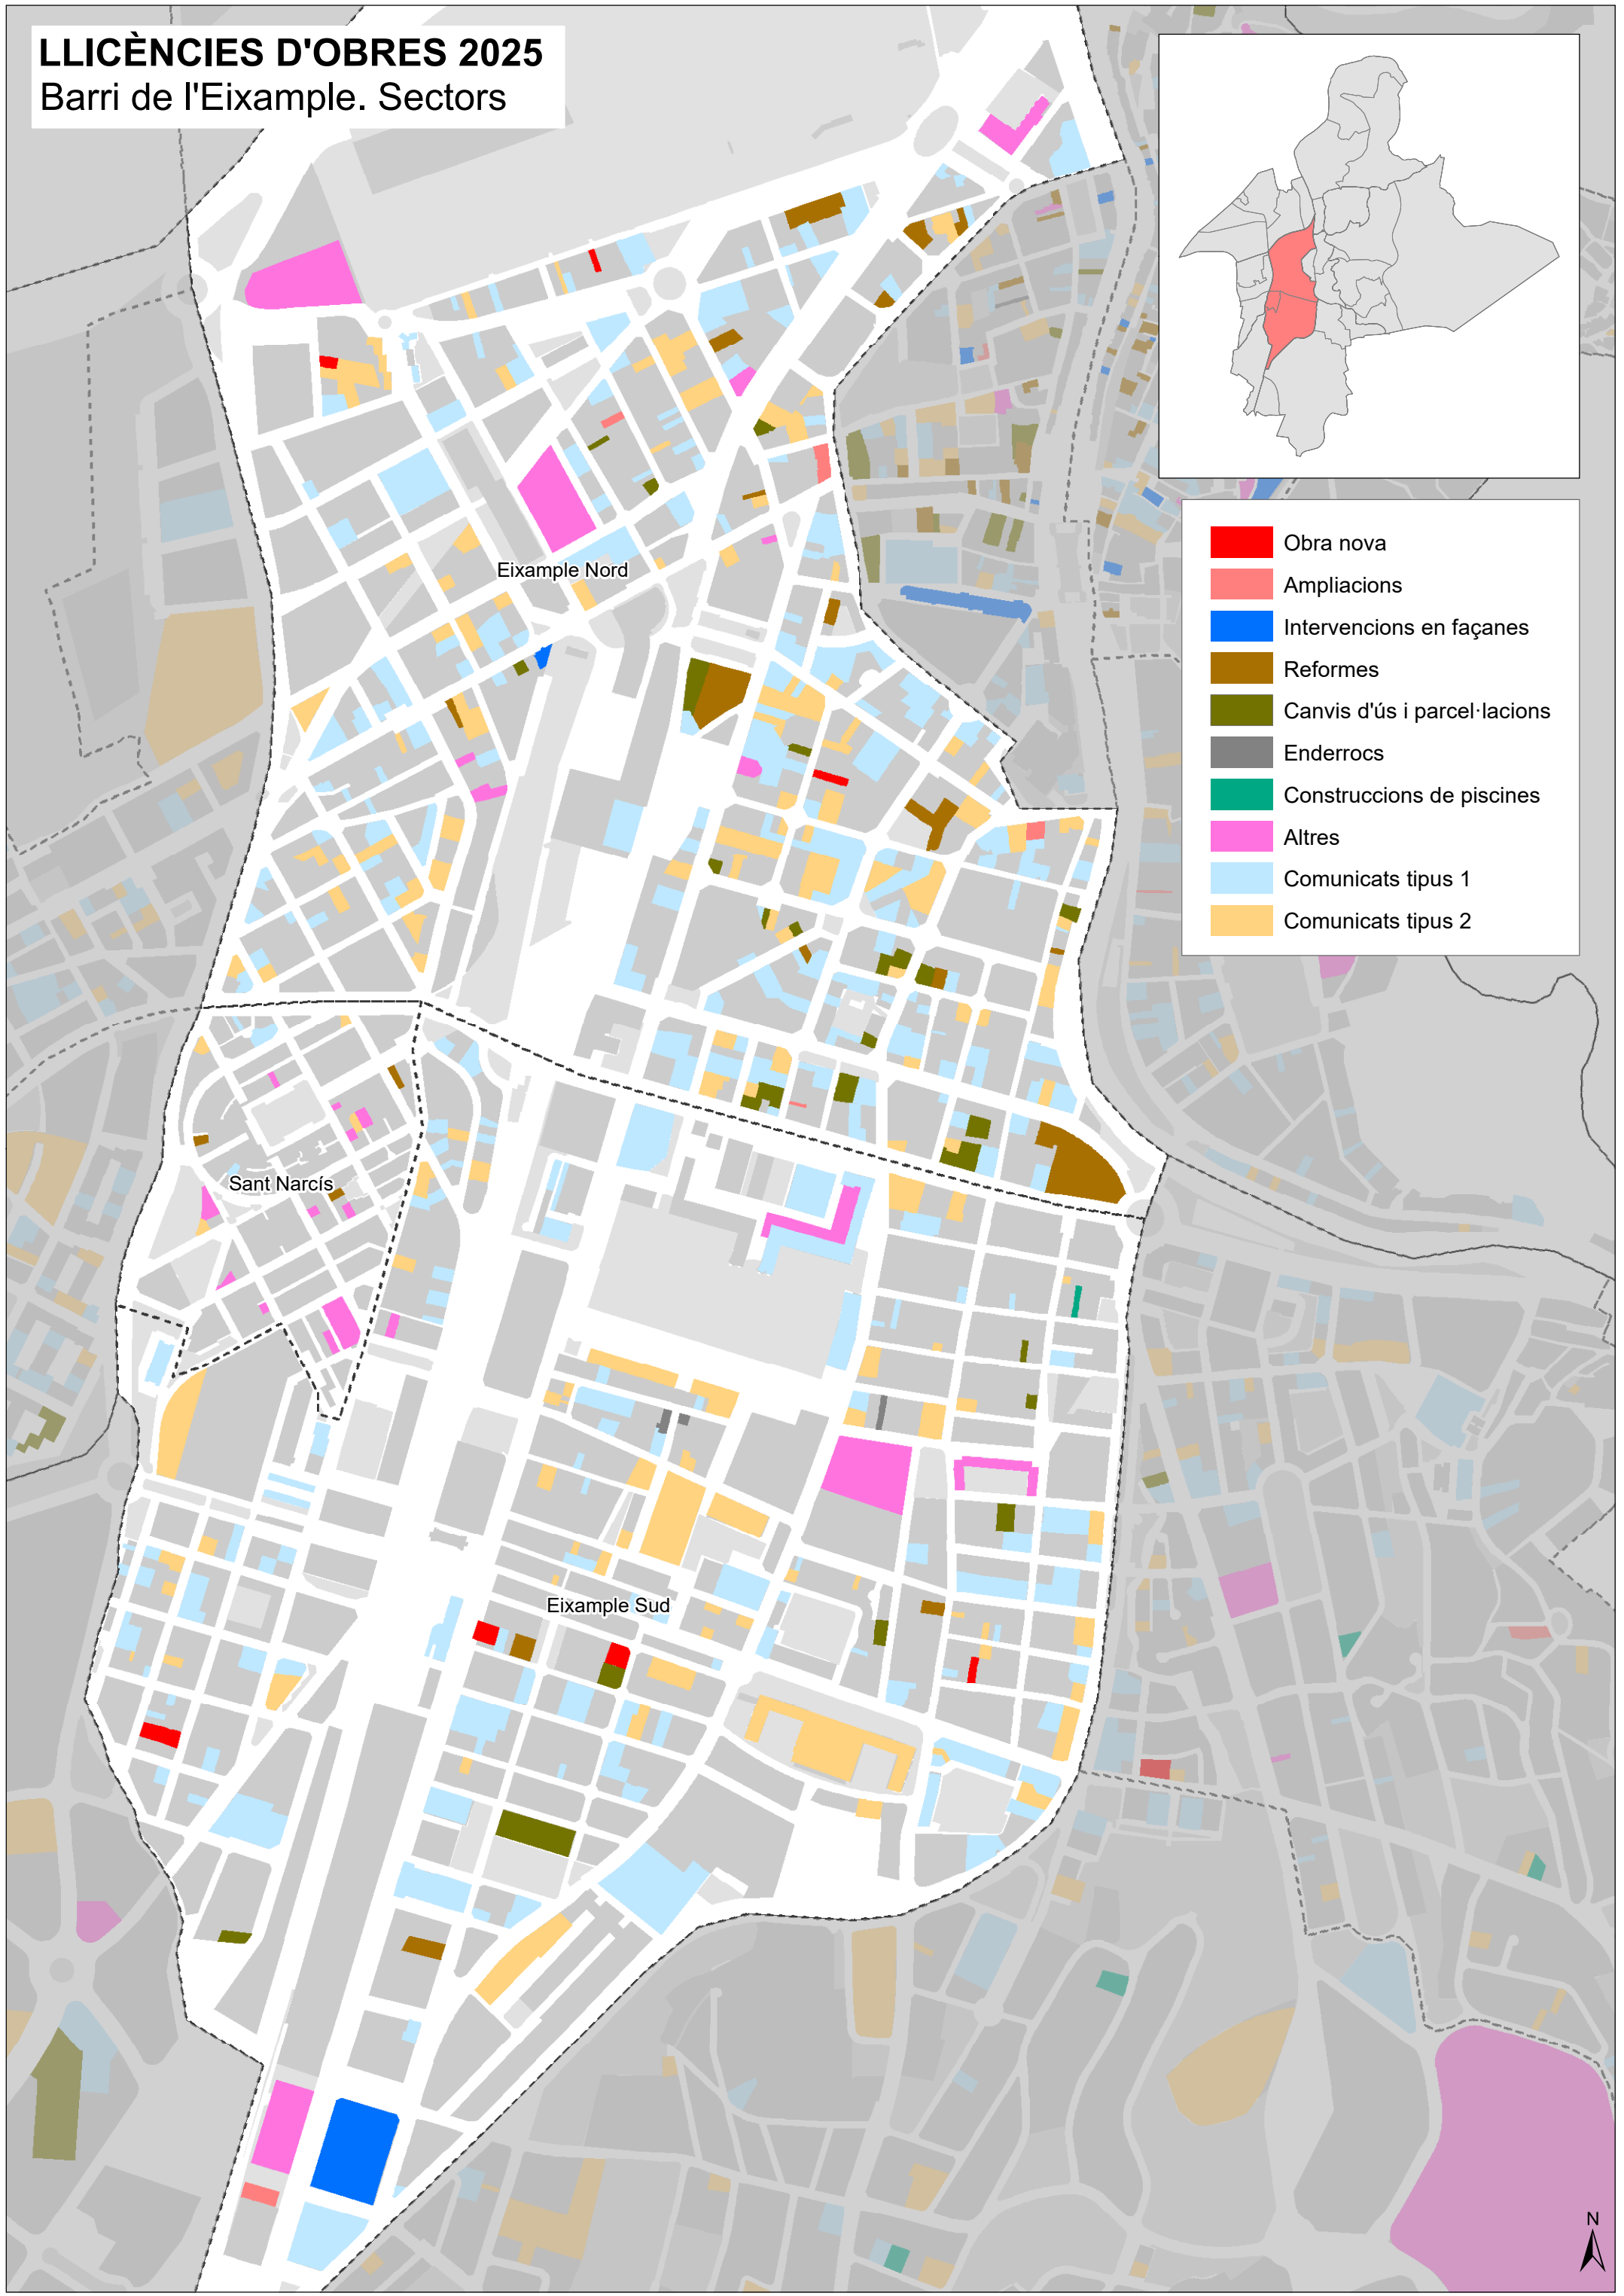 LLICÈNCIES D'OBRES 2025
Barri de l'Eixample. Sectors
Obra nova
Ampliacions
Intervencions en façanes
Reformes
Canvis d'ús i parcel·lacions
Enderrocs
Construccions de piscines
Altres
Comunicats tipus 1
Comunicats tipus 2
Eixample Nord
Sant Narcís
Eixample Sud
N